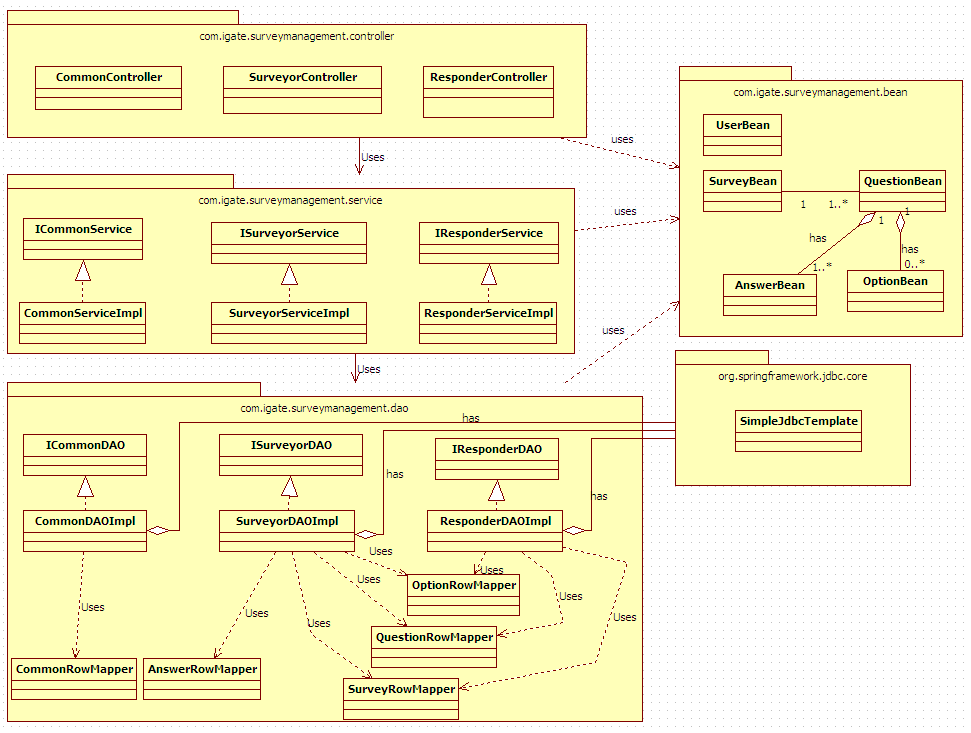 com.igate.surveymanagement.controller
CommonController
SurveyorController
ResponderController
Uses
uses
com.igate.surveymanagement.bean
UserBean
SurveyBean
QuestionBean
1
1..*
1
1
has
has
1..*
0..*
AnswerBean
OptionBean
com.igate.surveymanagement.service
ICommonService
ISurveyorService
IResponderService
CommonServiceImpl
SurveyorServiceImpl
ResponderServiceImpl
uses
Uses
uses
org.springframework.jdbc.core
SimpleJdbcTemplate
com.igate.surveymanagement.dao
has
ICommonDAO
ISurveyorDAO
IResponderDAO
has
has
CommonDAOImpl
SurveyorDAOImpl
ResponderDAOImpl
Uses
Uses
Uses
Uses
Uses
Uses
Uses
Uses
OptionRowMapper
QuestionRowMapper
CommonRowMapper
AnswerRowMapper
SurveyRowMapper